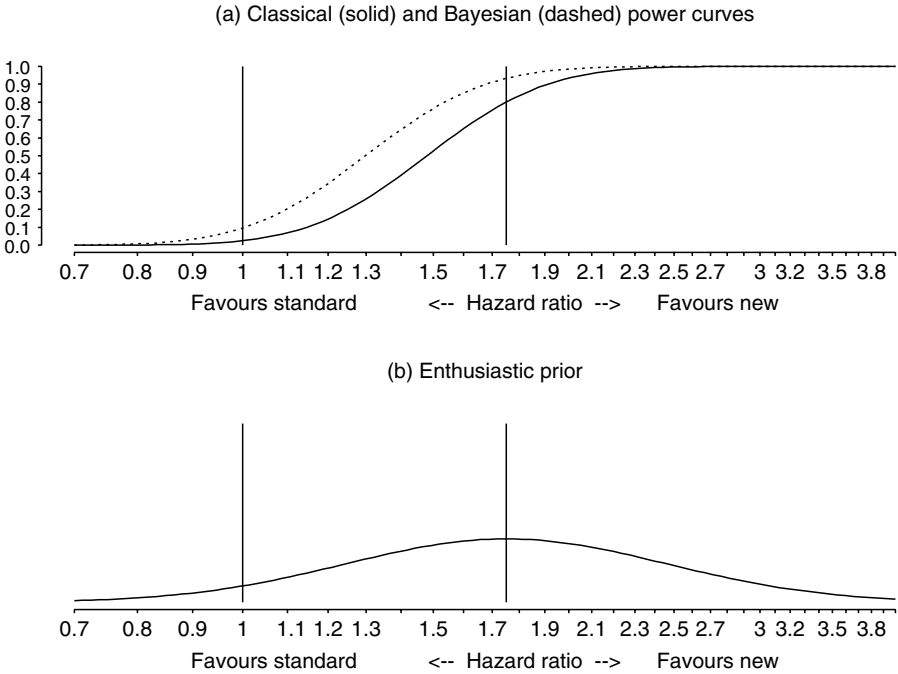 (a) Classical (solid) and Bayesian (dashed) power curves
1.0
0.9
0.8
0.7
0.6
0.5
0.4
0.3
0.2
0.1
0.0
0.7 0.8 0.9 1 1.1 1.2 1.3 1.5 1.7 1.9 2.1 2.3 2.5 2.7 3 3.2 3.5 3.8
Favours standard <-- Hazard ratio --> Favours new
(b) Enthusiastic prior
0.7 0.8 0.9 1 1.1 1.2 1.3 1.5 1.7 1.9 2.1 2.3 2.5 2.7 3 3.2 3.5 3.8
Favours standard <-- Hazard ratio --> Favours new